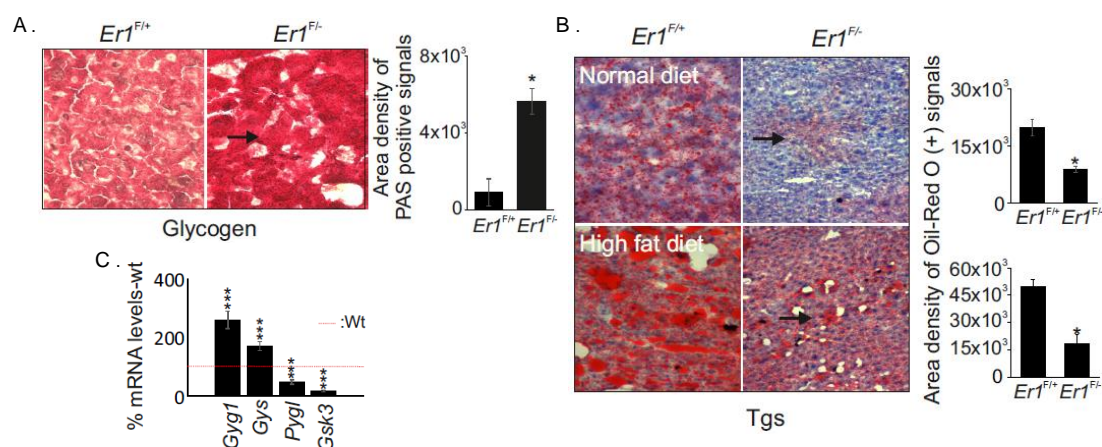 A.
Er1F/+
Er1F/-
Glycogen
Area density of
PAS positive signals
8x10³
4x10³
0
*
Er1F/+ Er1F/-
B.
Er1F/+
Er1F/-
Normal diet
High fat diet
Tgs
Area density of Oil-Red O (+) signals
30x10³
15x10³
0
*
Er1F/+ Er1F/-
60x10³
45x10³
30x10³
15x10³
0
*
Er1F/+ Er1F/-
C.
% mRNA levels-wt
400
200
0
***
***
***
***
:Wt
Gyg1
Gys
Pygl
Gsk3